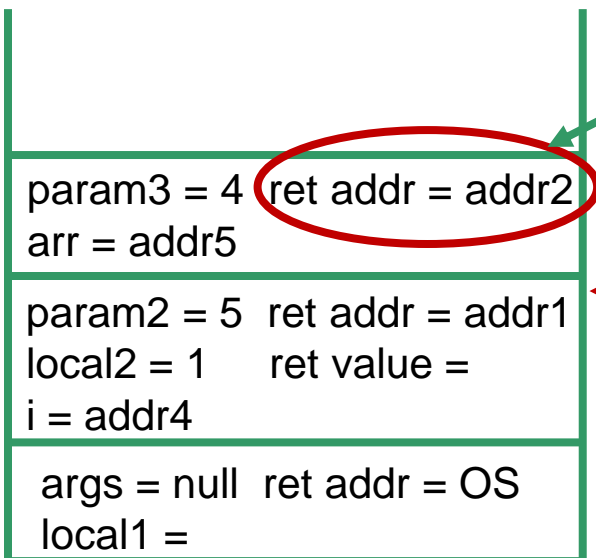 param3 = 4 ret addr = addr2
arr = addr5
param2 = 5 ret addr = addr1
local2 = 1 ret value =
i = addr4
args = null ret addr = OS
local1 =